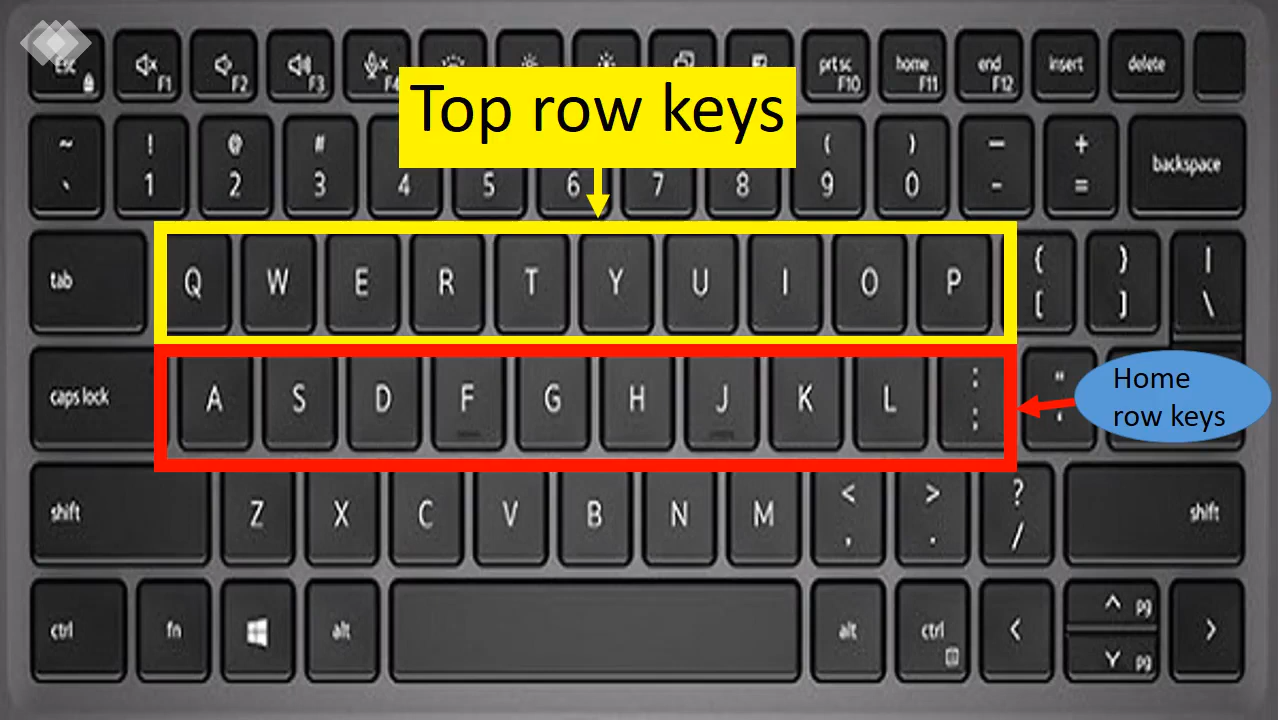 Esc F1 F2 F3 F4 prt sc F10 home F11 end F12 insert delete
Top row keys
~ ! @ # ( ) — +
` 1 2 3 4 5 6 7 8 9 0 - = backspace
tab Q W E R T Y U I O P { [ } ] | \
caps lock A S D F G H J K L : ; " '
Home
row keys
shift Z X C V B N M < , > . ? / shift
ctrl fn alt alt ctrl < ^ pg > 
pg